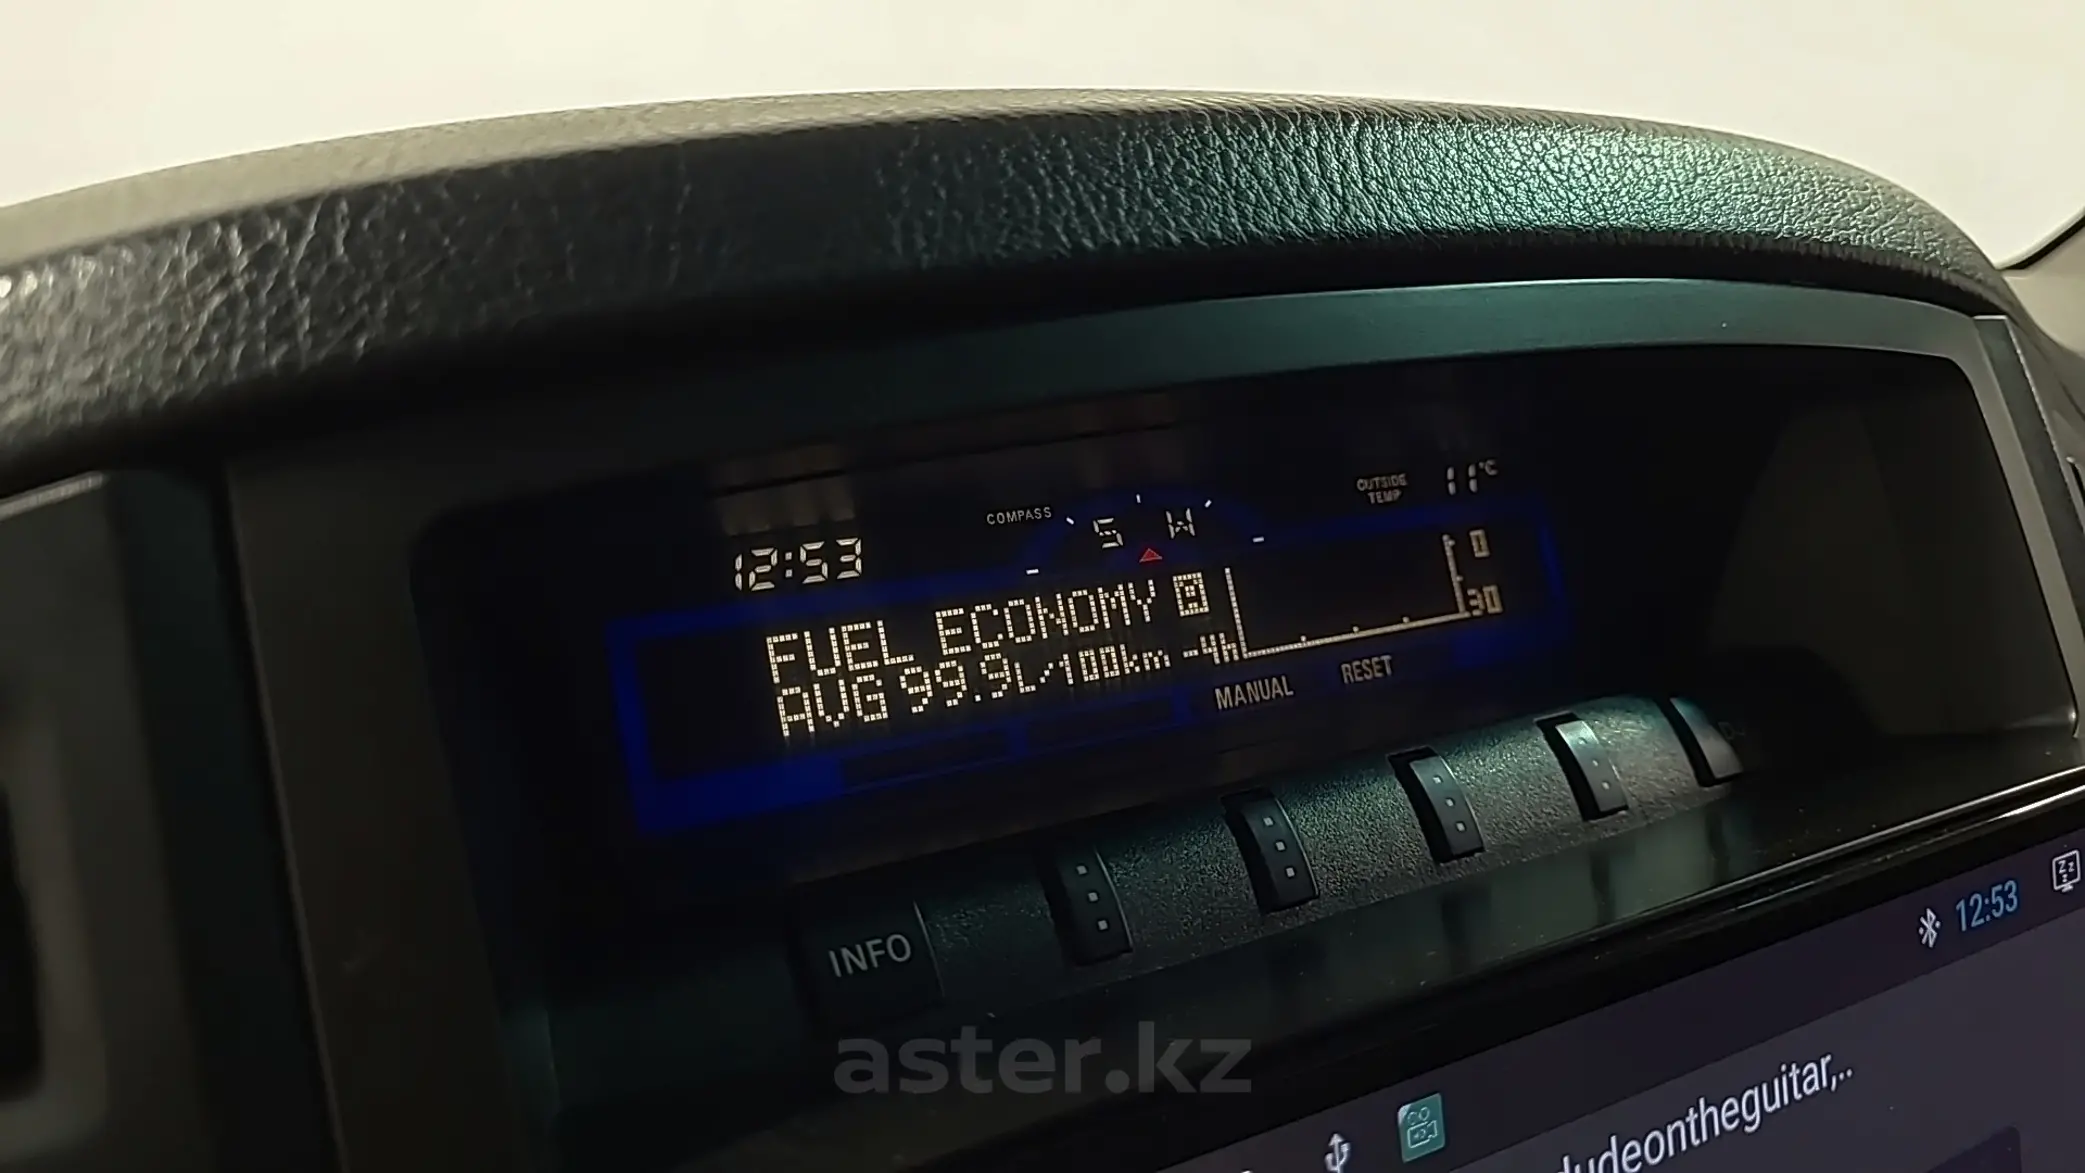 COMPASS
S W
OUTSIDE
TEMP
11°C
12:53
FUEL ECONOMY
AVG 99.9L/100km
-4h
0
30
MANUAL
RESET
INFO
12:53
dudeontheguitar,..
aster.kz